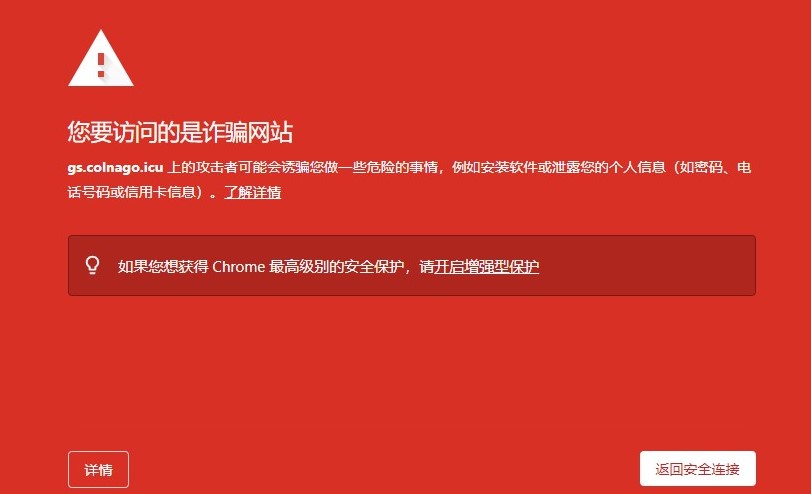 您要访问的是诈骗网站
gs.colnago.icu 上的攻击者可能会诱骗您做一些危险的事情，例如安装软件或泄露您的个人信息（如密码、电
话号码或信用卡信息）。了解详情
如果您想获得 Chrome 最高级别的安全保护，请开启增强型保护
详情
返回安全连接